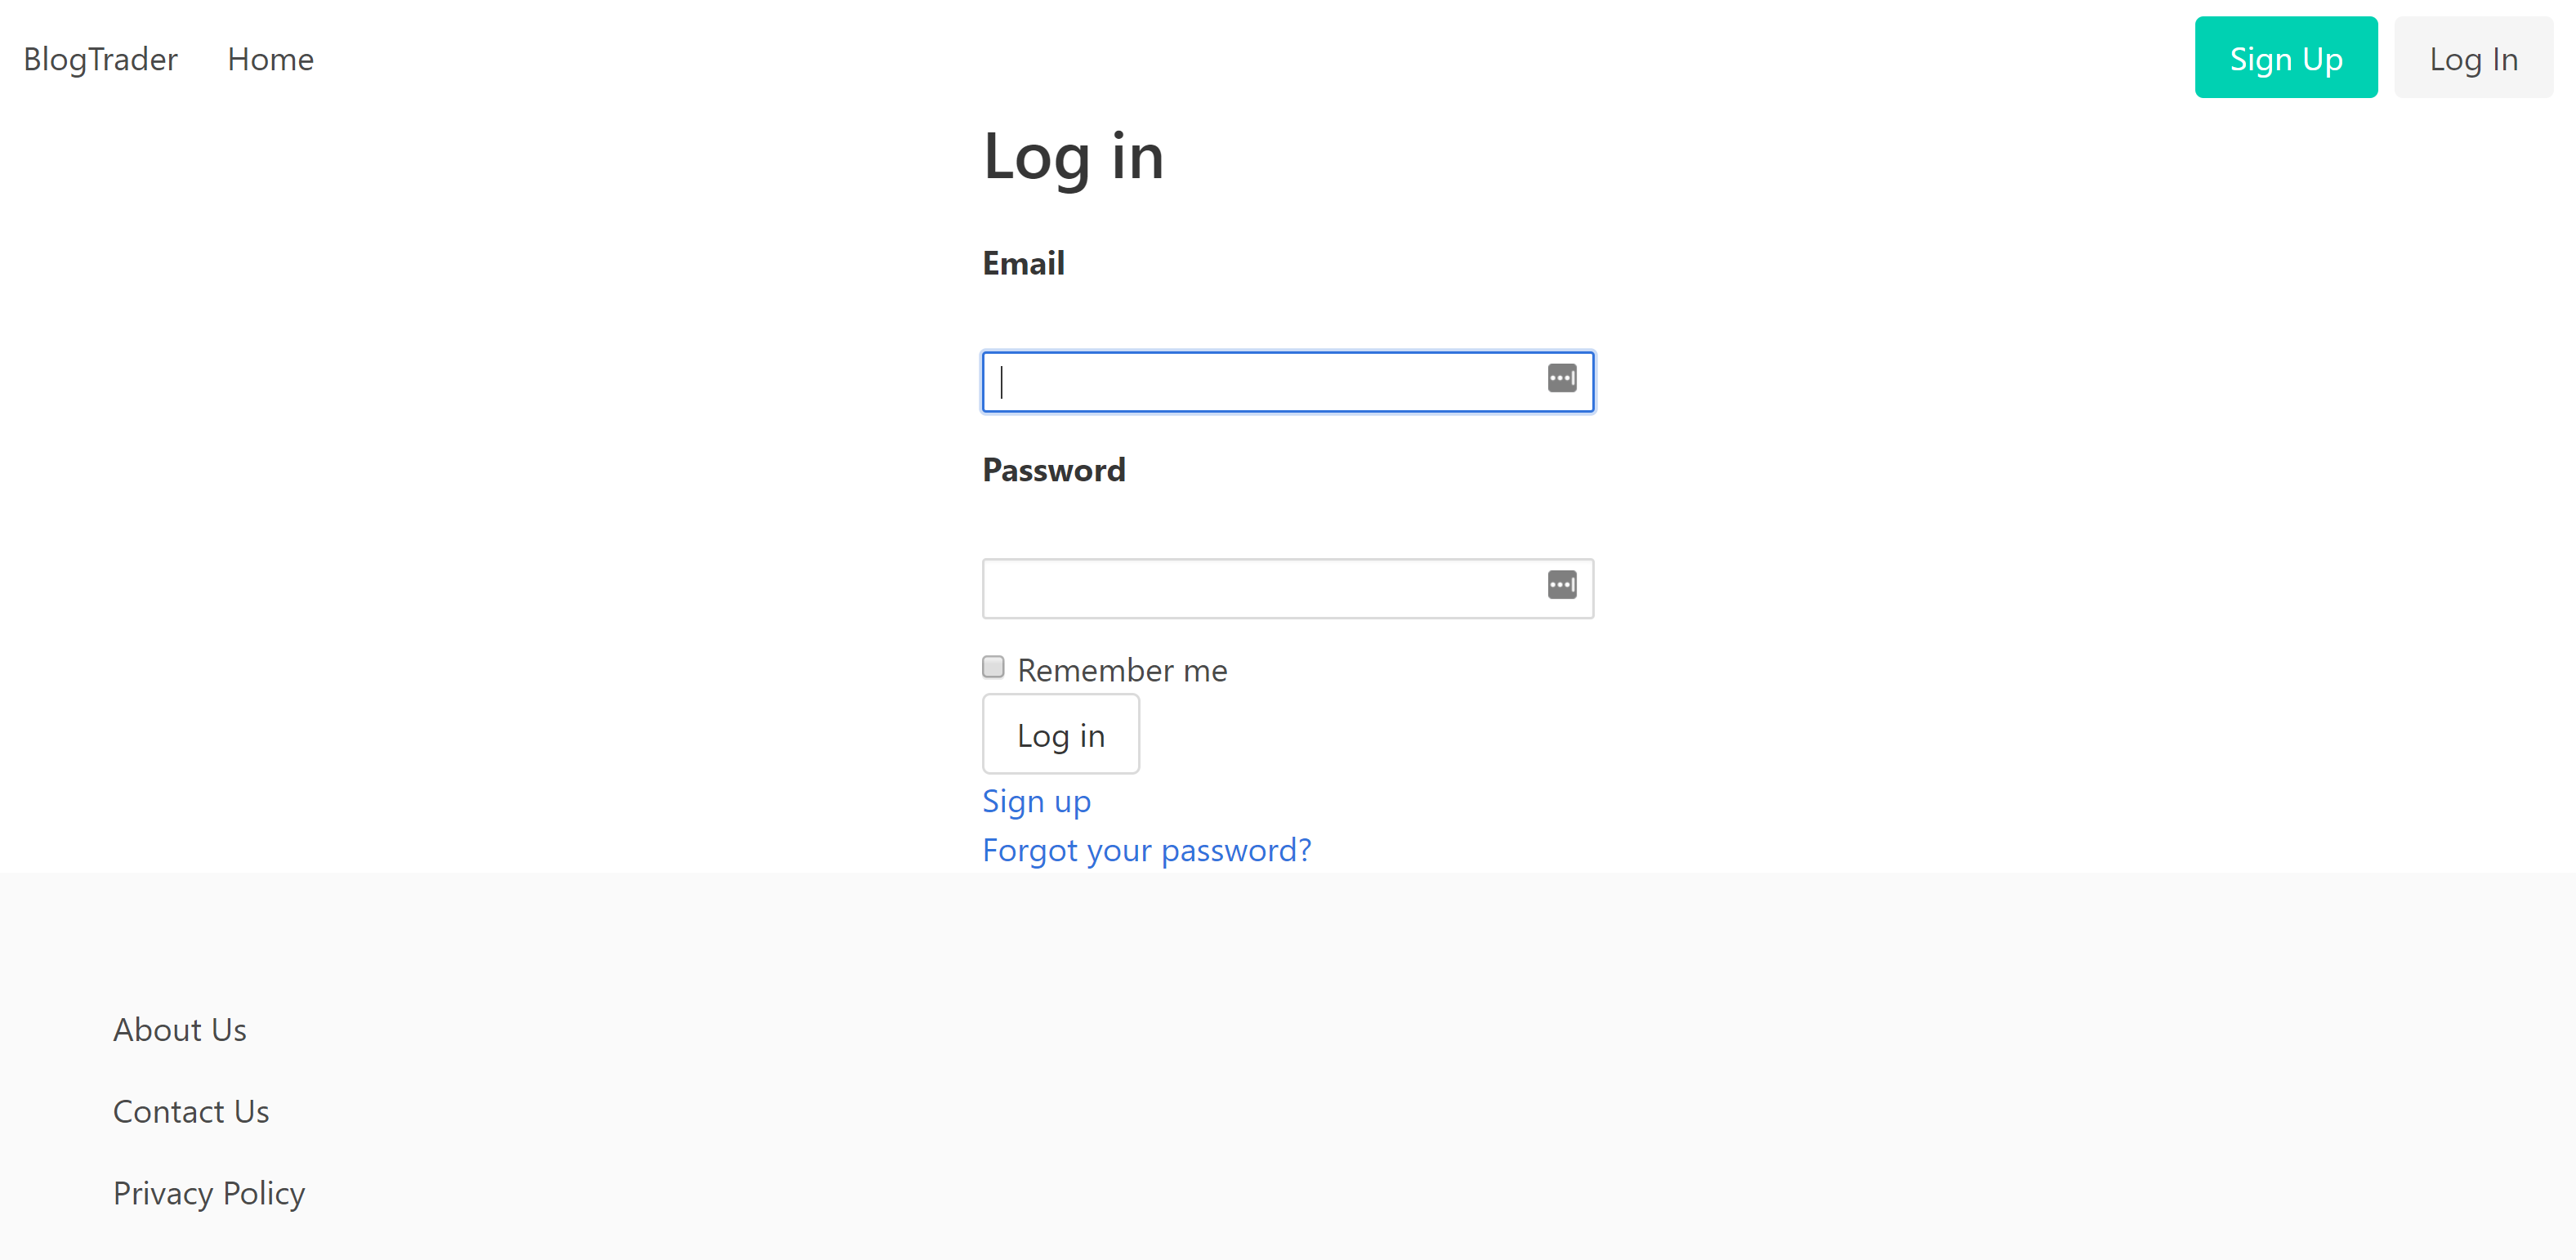 BlogTrader Home Sign Up Log In
Log in
Email
Password
Remember me
Log in
Sign up
Forgot your password?
About Us
Contact Us
Privacy Policy